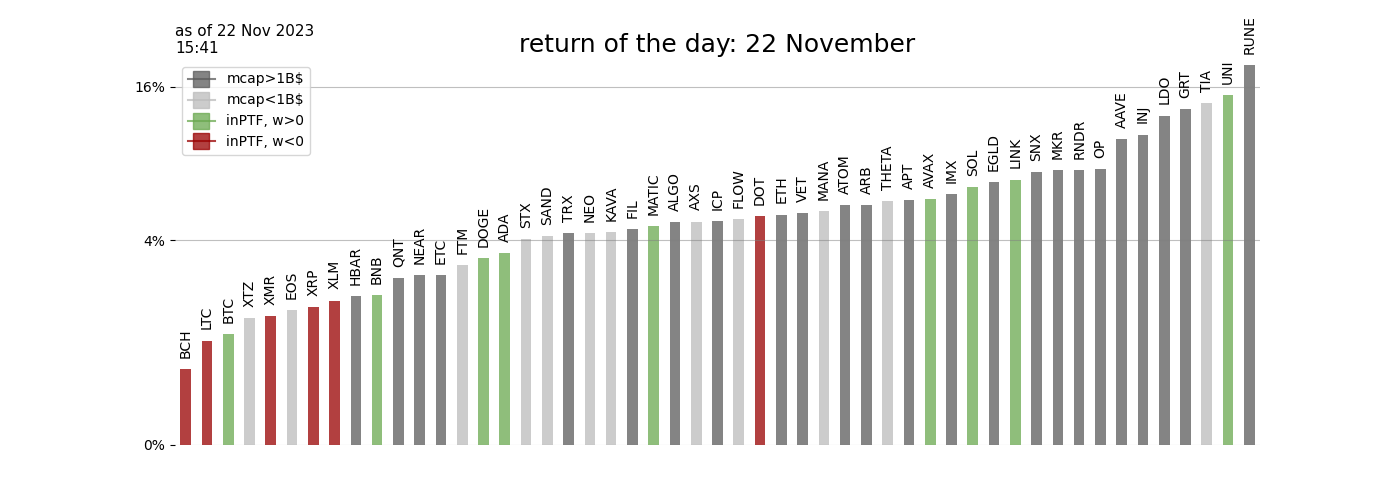 as of 22 Nov 2023
15:41
return of the day: 22 November
mcap>1B$
mcap<1B$
inPTF, w>0
inPTF, w<0
16%
4%
0%
BCH
LTC
BTC
XTZ
XMR
EOS
XRP
XLM
HBAR
BNB
QNT
NEAR
ETC
FTM
DOGE
ADA
STX
SAND
TRX
NEO
KAVA
FIL
MATIC
ALGO
AXS
ICP
FLOW
DOT
ETH
VET
MANA
ATOM
ARB
THETA
APT
AVAX
IMX
SOL
EGLD
LINK
SNX
MKR
RNDR
OP
AAVE
INJ
LDO
GRT
TIA
UNI
RUNE